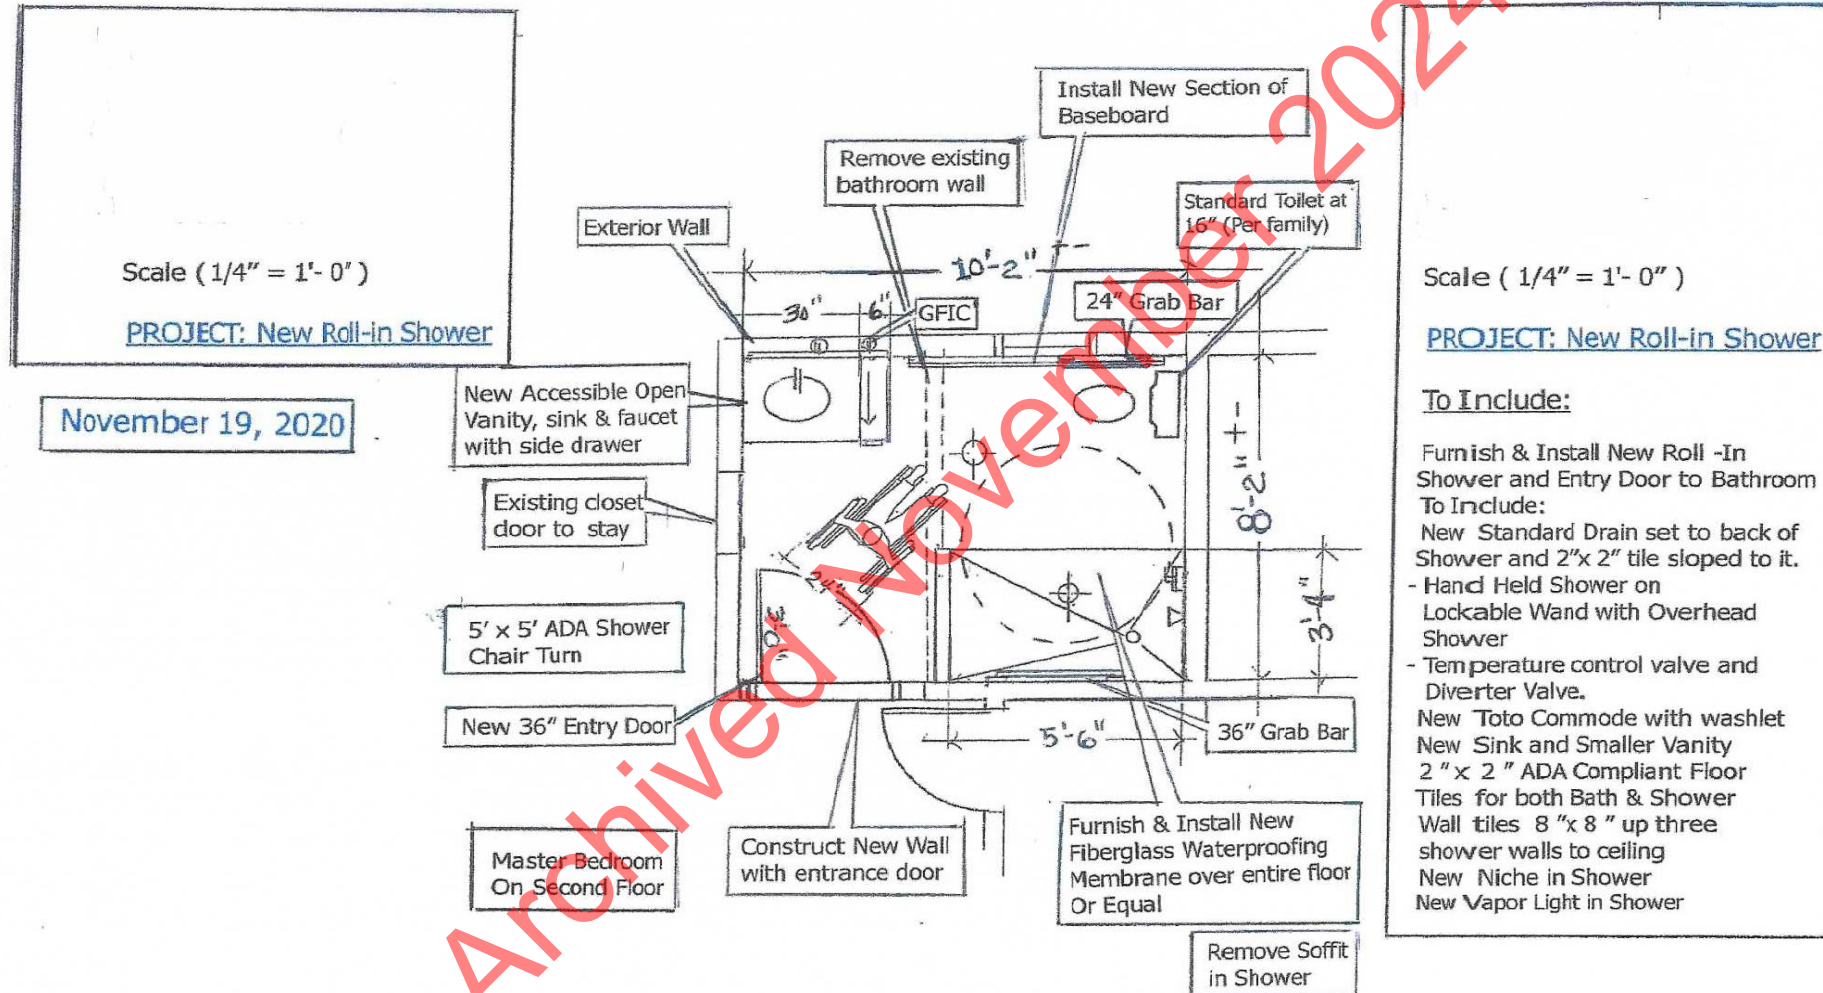 Scale ( 1/4" = 1'- 0" )
PROJECT: New Roll-in Shower
November 19, 2020
Install New Section of
Baseboard
Remove existing
bathroom wall
Standard Toilet at
16" (Per family)
Exterior Wall
10'-2" +-
30"
6"
GFIC
24" Grab Bar
New Accessible Open
Vanity, sink & faucet
with side drawer
Existing closet
door to stay
8'-2" +-
24"
3'0"
3'-4"
5' x 5' ADA Shower
Chair Turn
New 36" Entry Door
5'-6"
36" Grab Bar
Master Bedroom
On Second Floor
Construct New Wall
with entrance door
Furnish & Install New
Fiberglass Waterproofing
Membrane over entire floor
Or Equal
Remove Soffit
in Shower
Scale ( 1/4" = 1'- 0" )
PROJECT: New Roll-in Shower
To Include:
Furnish & Install New Roll -In
Shower and Entry Door to Bathroom
To Include:
New Standard Drain set to back of
Shower and 2"x 2" tile sloped to it.
- Hand Held Shower on
Lockable Wand with Overhead
Shower
- Temperature control valve and
Diverter Valve.
New Toto Commode with washlet
New Sink and Smaller Vanity
2 "x 2 " ADA Compliant Floor
Tiles for both Bath & Shower
Wall tiles 8 "x 8 " up three
shower walls to ceiling
New Niche in Shower
New Vapor Light in Shower
Archived November 2024